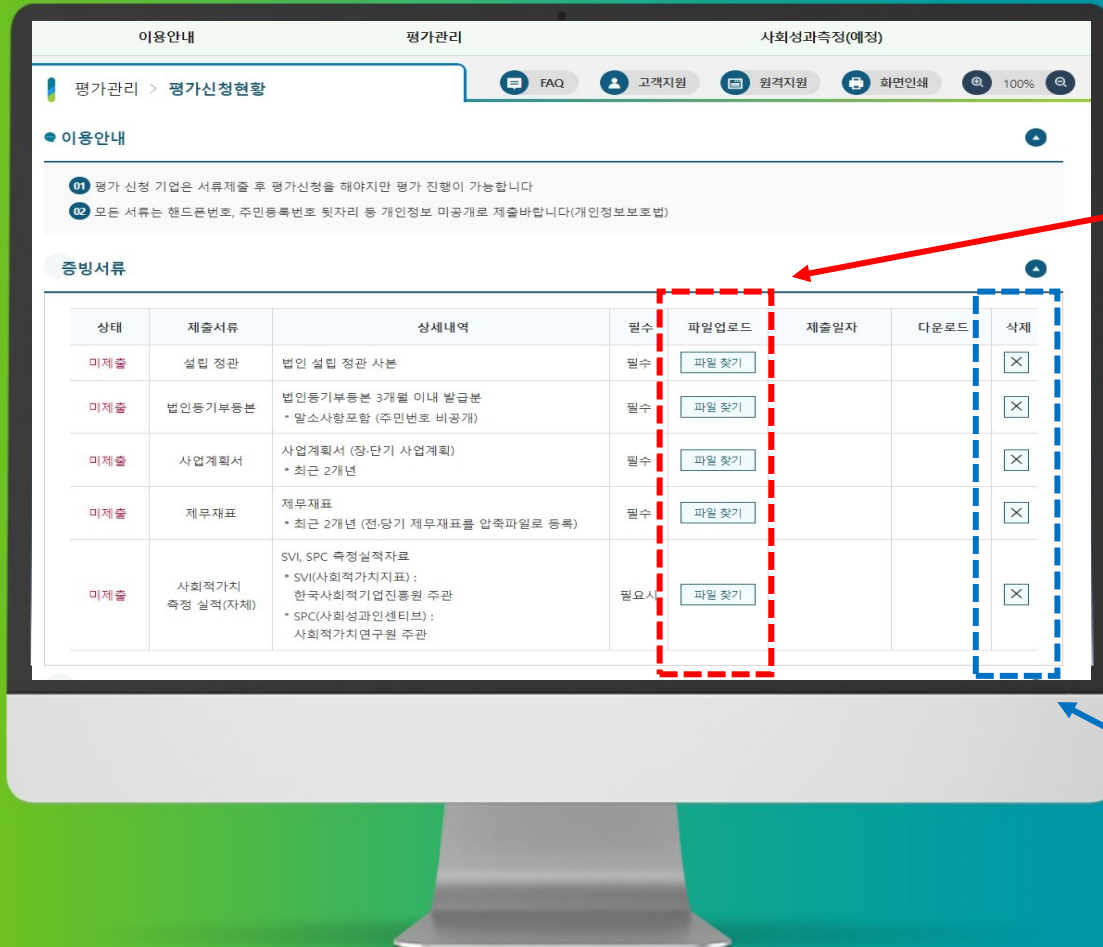 이용안내 평가관리 사회성과측정(예정)
평가관리 > 평가신청현황 FAQ 고객지원 원격지원 화면인쇄 100%
이용안내
01 평가 신청 기업은 서류제출 후 평가신청을 해야지만 평가 진행이 가능합니다
02 모든 서류는 핸드폰번호, 주민등록번호 뒷자리 등 개인정보 미공개로 제출바랍니다(개인정보보호법)
증빙서류
상태 제출서류 상세내역 필수 파일업로드 제출일자 다운로드 삭제
미제출 설립 정관 법인 설립 정관 사본 필수 파일 찾기
미제출 법인등기부등본 법인등기부등본 3개월 이내 발급분 필수 파일 찾기
* 말소사항포함 (주민번호 비공개)
미제출 사업계획서 사업계획서 (장·단기 사업계획) 필수 파일 찾기
* 최근 2개년
미제출 제무재표 제무재표 필수 파일 찾기
* 최근 2개년 (전·당기 제무재표를 압축파일로 등록)
SVI, SPC 측정실적자료
* SVI(사회적가치지표) :
미제출 사회적가치 측정 실적(자체) 한국사회적기업진흥원 주관 필요시 파일 찾기
* SPC(사회성과인센티브) :
사회적가치연구원 주관